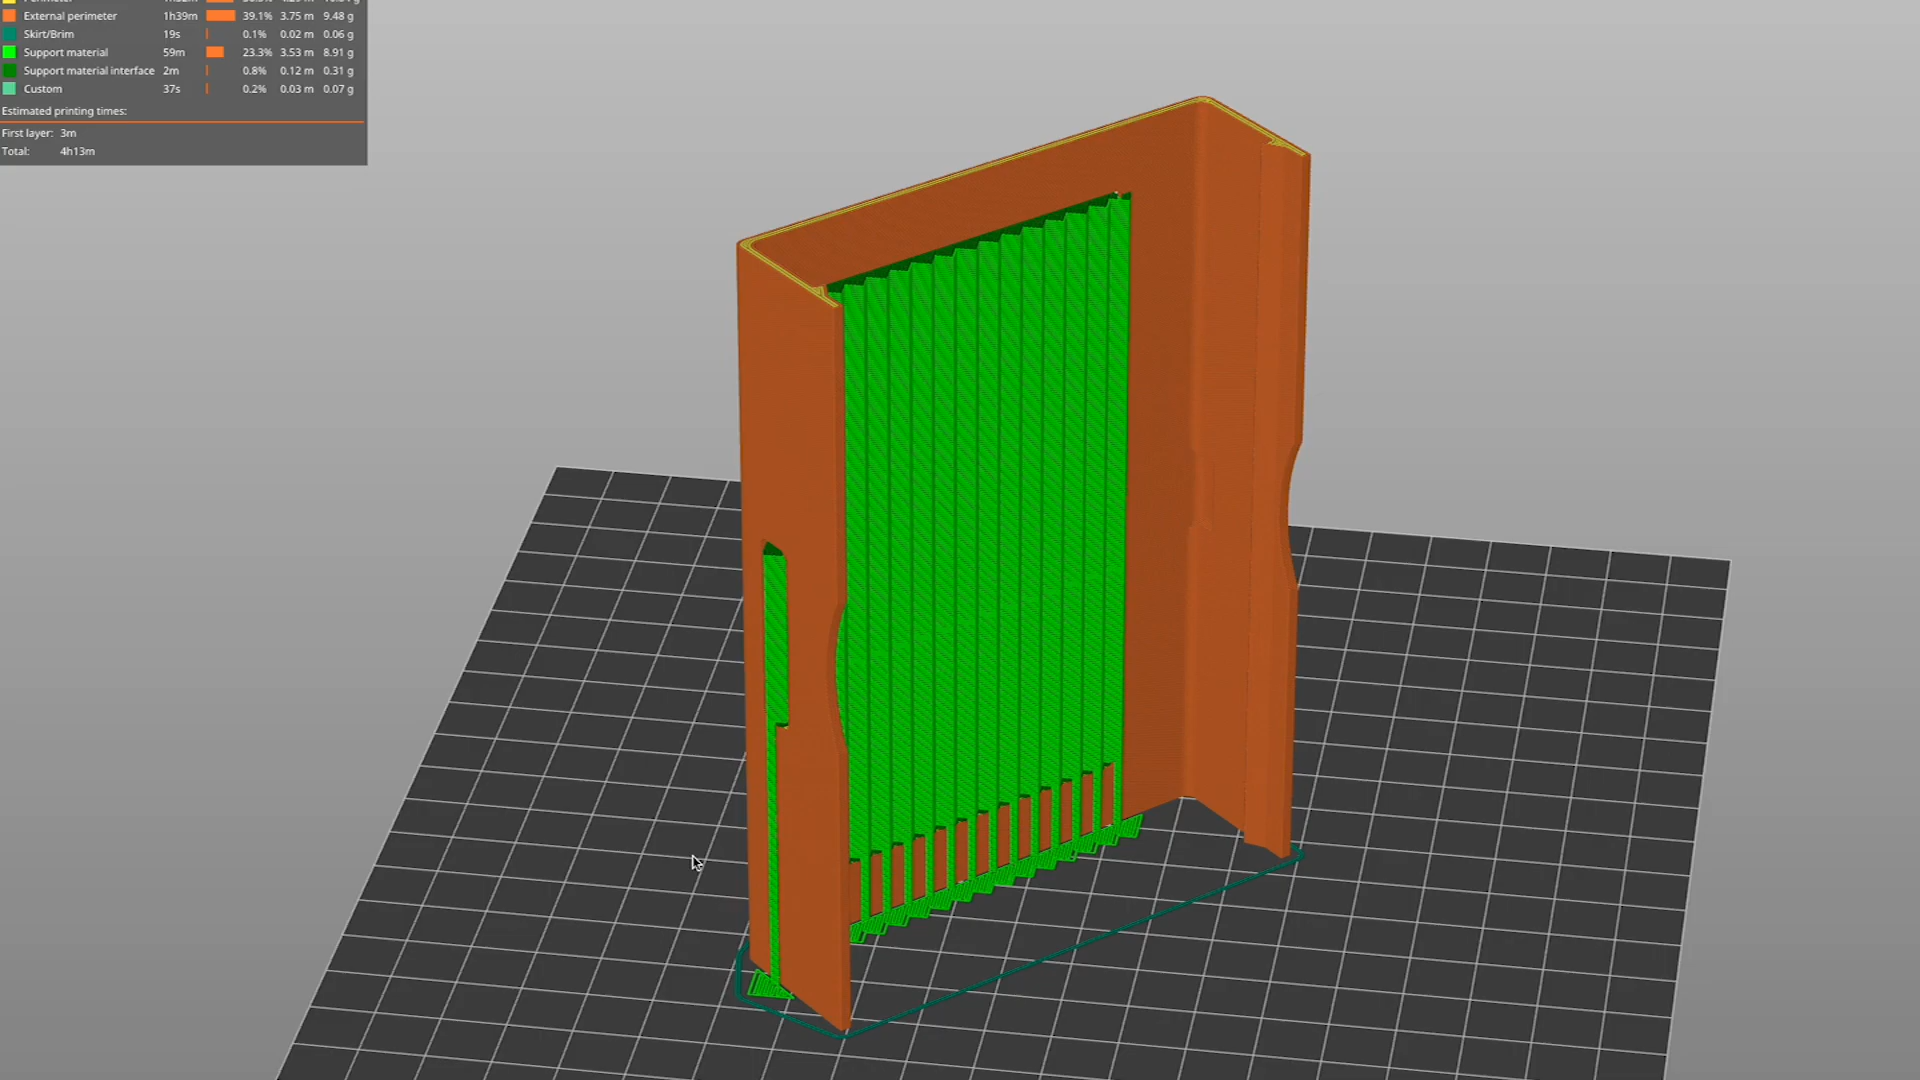 External perimeter 1h39m 39.1% 3.75 m 9.48 g
Skirt/Brim 19s 0.1% 0.02 m 0.06 g
Support material 59m 23.3% 3.53 m 8.91 g
Support material interface 2m 0.8% 0.12 m 0.31 g
Custom 37s 0.2% 0.03 m 0.07 g
Estimated printing times:
First layer: 3m
Total: 4h13m